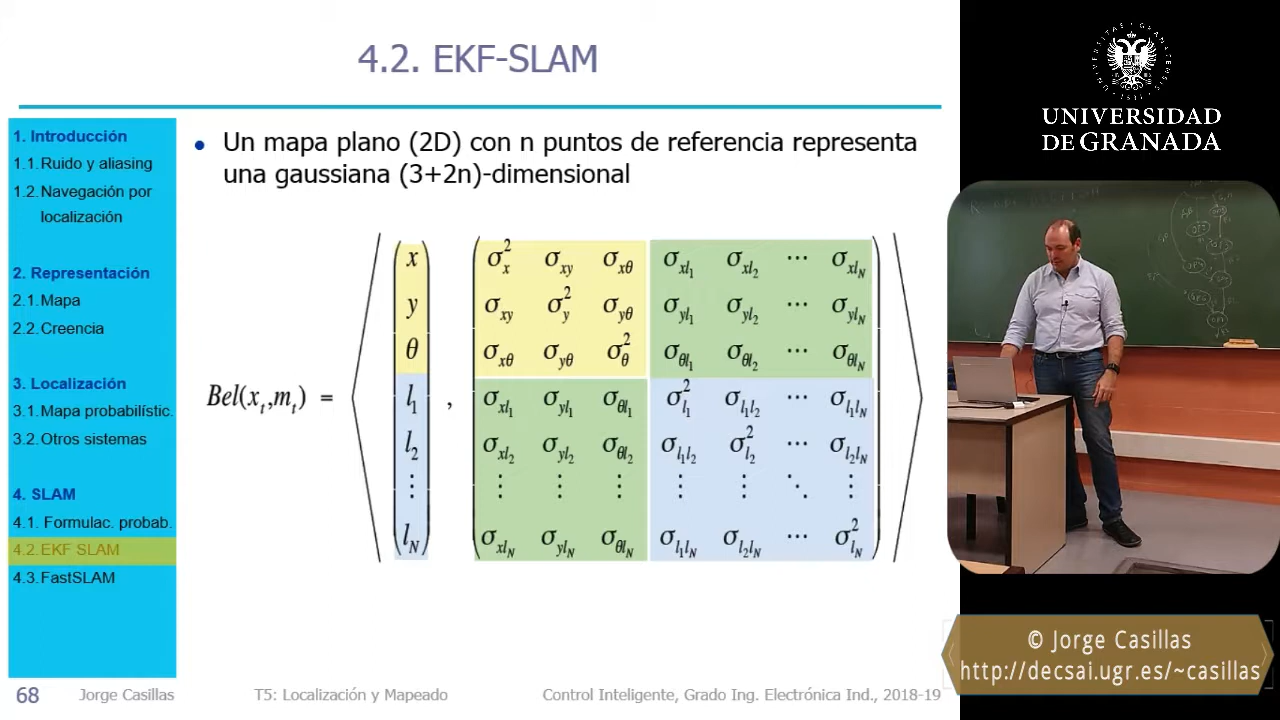 4.2. EKF-SLAM
1. Introducción
1.1. Ruido y aliasing
1.2. Navegación por
localización
2. Representación
2.1. Mapa
2.2. Creencia
3. Localización
3.1. Mapa probabilístic.
3.2. Otros sistemas
4. SLAM
4.1. Formulac. probab.
4.2. EKF SLAM
4.3. FastSLAM
• Un mapa plano (2D) con n puntos de referencia representa
una gaussiana (3+2n)-dimensional
Bel(x_t,m_t) = ⟨
x σ_x^2 σ_xy σ_xθ σ_xl_1 σ_xl_2 ⋯ σ_xl_N
y σ_xy σ_y^2 σ_yθ σ_yl_1 σ_yl_2 ⋯ σ_yl_N
θ σ_xθ σ_yθ σ_θ^2 σ_θl_1 σ_θl_2 ⋯ σ_θl_N
l_1 , σ_xl_1 σ_yl_1 σ_θl_1 σ_l_1^2 σ_l_1l_2 ⋯ σ_l_1l_N
l_2 σ_xl_2 σ_yl_2 σ_θl_2 σ_l_1l_2 σ_l_2^2 ⋯ σ_l_2l_N
⋮ ⋮ ⋮ ⋮ ⋮ ⋮ ⋱ ⋮
l_N σ_xl_N σ_yl_N σ_θl_N σ_l_1l_N σ_l_2l_N ⋯ σ_l_N^2 ⟩
68
Jorge Casillas
T5: Localización y Mapeado
Control Inteligente, Grado Ing. Electrónica Ind., 2018-19
UNIVERSIDAD
DE GRANADA
© Jorge Casillas
http://decsai.ugr.es/~casillas